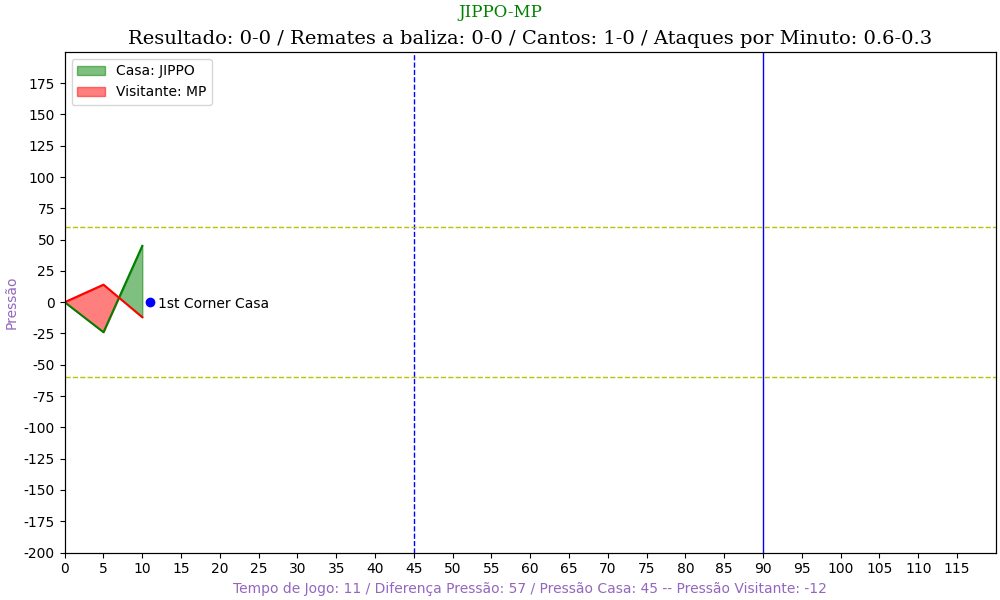 JIPPO-MP
Resultado: 0-0 / Remates a baliza: 0-0 / Cantos: 1-0 / Ataques por Minuto: 0.6-0.3
Casa: JIPPO
Visitante: MP
175
150
125
100
75
50
25
0
-25
-50
-75
-100
-125
-150
-175
-200
Pressão
1st Corner Casa
0 5 10 15 20 25 30 35 40 45 50 55 60 65 70 75 80 85 90 95 100 105 110 115
Tempo de Jogo: 11 / Diferença Pressão: 57 / Pressão Casa: 45 -- Pressão Visitante: -12